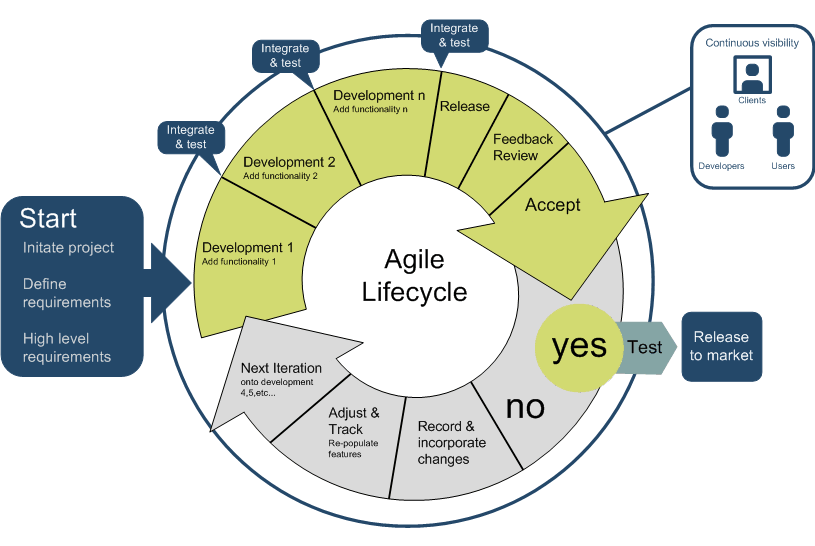 Integrate
& test
Integrate
& test
Integrate
& test
Continuous visibility
Clients
Developers
Users
Development n
Add functionality n
Release
Feedback
Review
Development 2
Add functionality 2
Accept
Start
Initate project
Define
requirements
High level
requirements
Development 1
Add functionality 1
Agile
Lifecycle
yes
Test
Release
to market
no
Next Iteration
onto development
4,5,etc...
Adjust &
Track
Re-populate
features
Record &
incorporate
changes